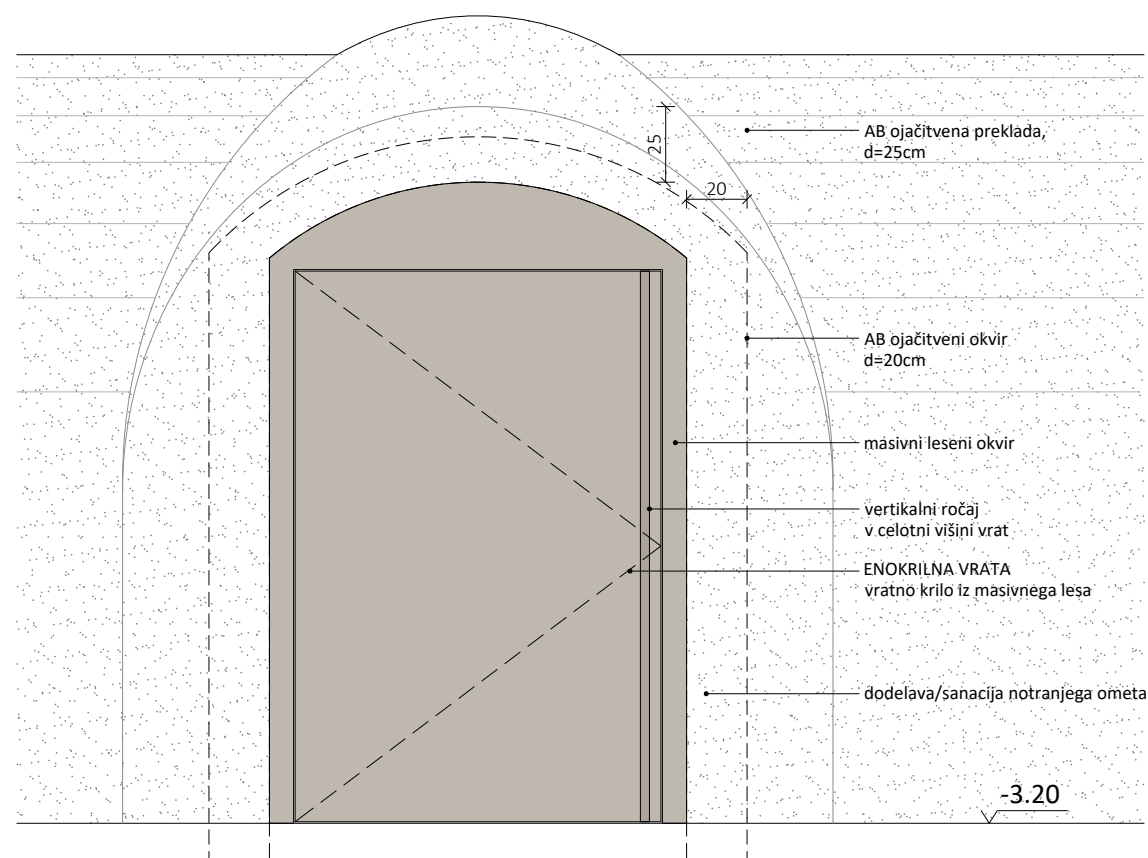 25
20
AB ojačitvena preklada,
d=25cm
AB ojačitveni okvir
d=20cm
masivni leseni okvir
vertikalni ročaj
v celotni višini vrat
ENOKRILNA VRATA
vratno krilo iz masivnega lesa
dodelava/sanacija notranjega ometa
-3.20